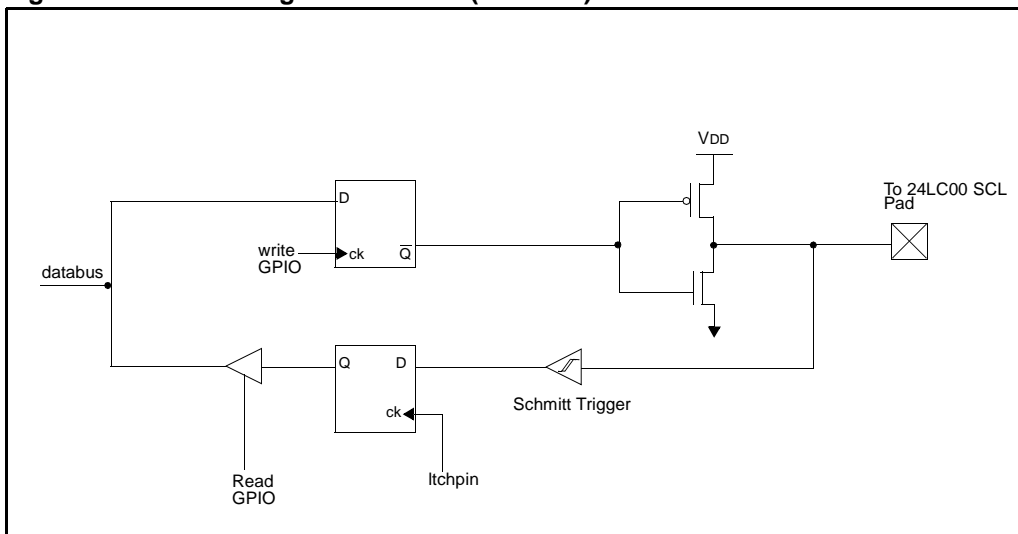 VDD
To 24LC00 SCL
Pad
D
write
GPIO
ck
Q
databus
Q
D
ck
Schmitt Trigger
Read
GPIO
ltchpin